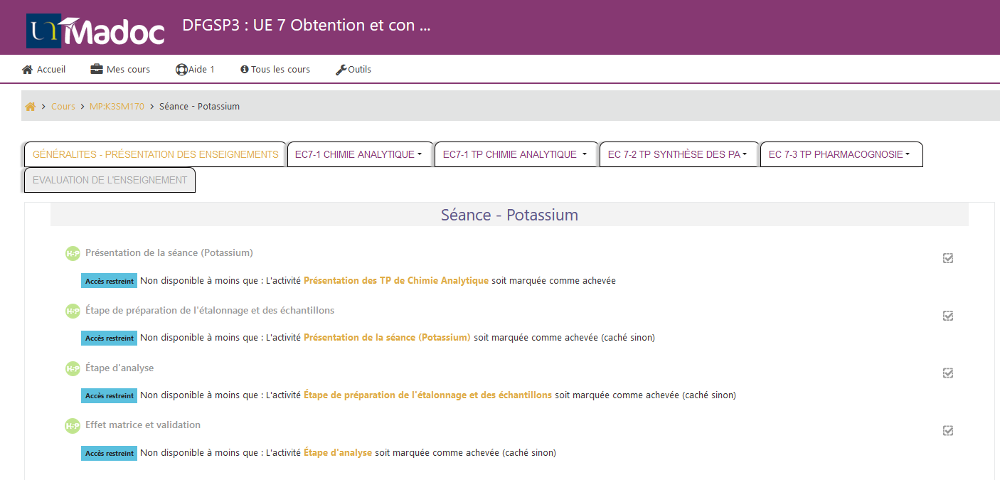 UN Madoc DFGSP3 : UE 7 Obtention et con ...
Accueil Mes cours Aide 1 Tous les cours Outils
> Cours > MP:K3SM170 > Séance - Potassium
GÉNÉRALITES - PRÉSENTATION DES ENSEIGNEMENTS EC7-1 CHIMIE ANALYTIQUE EC7-1 TP CHIMIE ANALYTIQUE EC 7-2 TP SYNTHÈSE DES PA EC 7-3 TP PHARMACOGNOSIE
EVALUATION DE L'ENSEIGNEMENT
Séance - Potassium
H-P Présentation de la séance (Potassium)
Accès restreint Non disponible à moins que : L'activité Présentation des TP de Chimie Analytique soit marquée comme achevée
H-P Étape de préparation de l'étalonnage et des échantillons
Accès restreint Non disponible à moins que : L'activité Présentation de la séance (Potassium) soit marquée comme achevée (caché sinon)
H-P Étape d'analyse
Accès restreint Non disponible à moins que : L'activité Étape de préparation de l'étalonnage et des échantillons soit marquée comme achevée (caché sinon)
H-P Effet matrice et validation
Accès restreint Non disponible à moins que : L'activité Étape d'analyse soit marquée comme achevée (caché sinon)